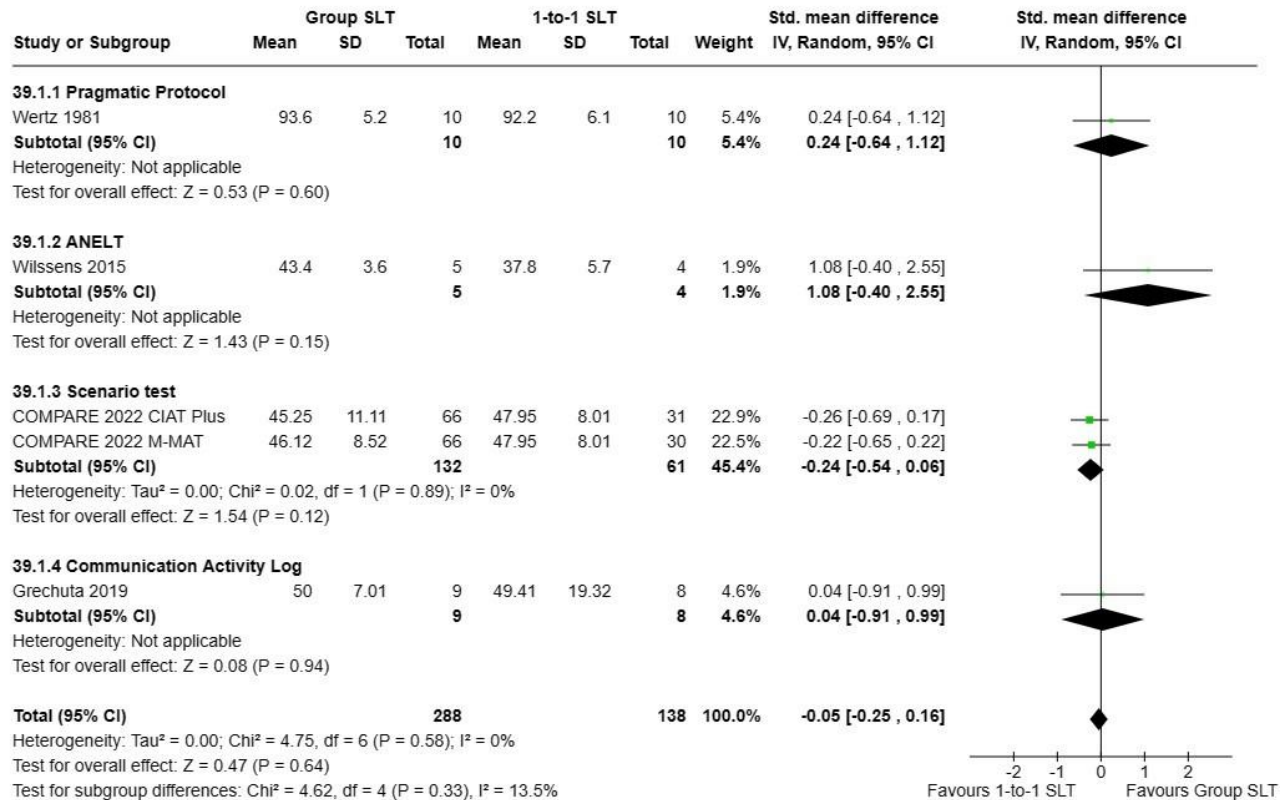 Group SLT 1-to-1 SLT Std. mean difference Std. mean difference
Study or Subgroup Mean SD Total Mean SD Total Weight IV, Random, 95% CI IV, Random, 95% CI
39.1.1 Pragmatic Protocol
Wertz 1981 93.6 5.2 10 92.2 6.1 10 5.4% 0.24 [-0.64 , 1.12]
Subtotal (95% CI) 10 10 5.4% 0.24 [-0.64 , 1.12]
Heterogeneity: Not applicable
Test for overall effect: Z = 0.53 (P = 0.60)
39.1.2 ANELT
Wilssens 2015 43.4 3.6 5 37.8 5.7 4 1.9% 1.08 [-0.40 , 2.55]
Subtotal (95% CI) 5 4 1.9% 1.08 [-0.40 , 2.55]
Heterogeneity: Not applicable
Test for overall effect: Z = 1.43 (P = 0.15)
39.1.3 Scenario test
COMPARE 2022 CIAT Plus 45.25 11.11 66 47.95 8.01 31 22.9% -0.26 [-0.69 , 0.17]
COMPARE 2022 M-MAT 46.12 8.52 66 47.95 8.01 30 22.5% -0.22 [-0.65 , 0.22]
Subtotal (95% CI) 132 61 45.4% -0.24 [-0.54 , 0.06]
Heterogeneity: Tau² = 0.00; Chi² = 0.02, df = 1 (P = 0.89); I² = 0%
Test for overall effect: Z = 1.54 (P = 0.12)
39.1.4 Communication Activity Log
Grechuta 2019 50 7.01 9 49.41 19.32 8 4.6% 0.04 [-0.91 , 0.99]
Subtotal (95% CI) 9 8 4.6% 0.04 [-0.91 , 0.99]
Heterogeneity: Not applicable
Test for overall effect: Z = 0.08 (P = 0.94)
Total (95% CI) 288 138 100.0% -0.05 [-0.25 , 0.16]
Heterogeneity: Tau² = 0.00; Chi² = 4.75, df = 6 (P = 0.58); I² = 0%
Test for overall effect: Z = 0.47 (P = 0.64)
-2 -1 0 1 2
Test for subgroup differences: Chi² = 4.62, df = 4 (P = 0.33), I² = 13.5% Favours 1-to-1 SLT Favours Group SLT